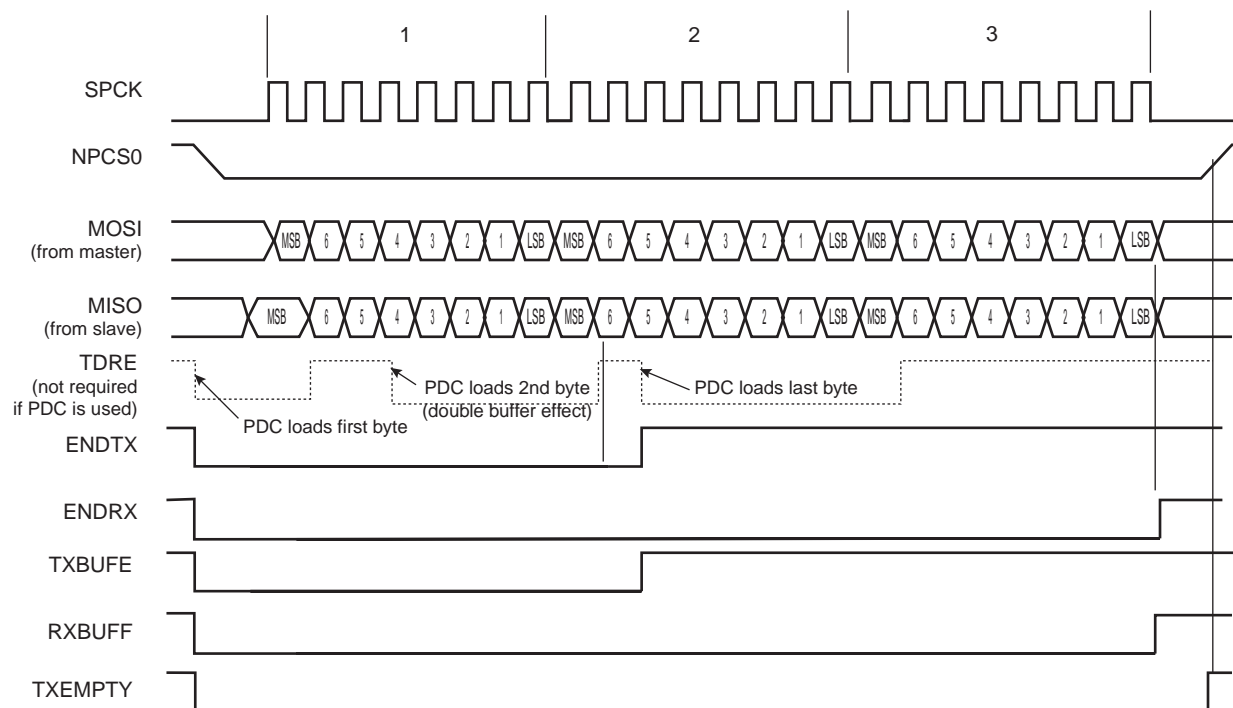 1 2 3
SPCK
NPCS0
MOSI
(from master)
MSB 6 5 4 3 2 1 LSB MSB 6 5 4 3 2 1 LSB MSB 6 5 4 3 2 1 LSB
MISO
(from slave)
MSB 6 5 4 3 2 1 LSB MSB 6 5 4 3 2 1 LSB MSB 6 5 4 3 2 1 LSB
TDRE
(not required
if PDC is used)
PDC loads first byte
PDC loads 2nd byte
(double buffer effect)
PDC loads last byte
ENDTX
ENDRX
TXBUFE
RXBUFF
TXEMPTY